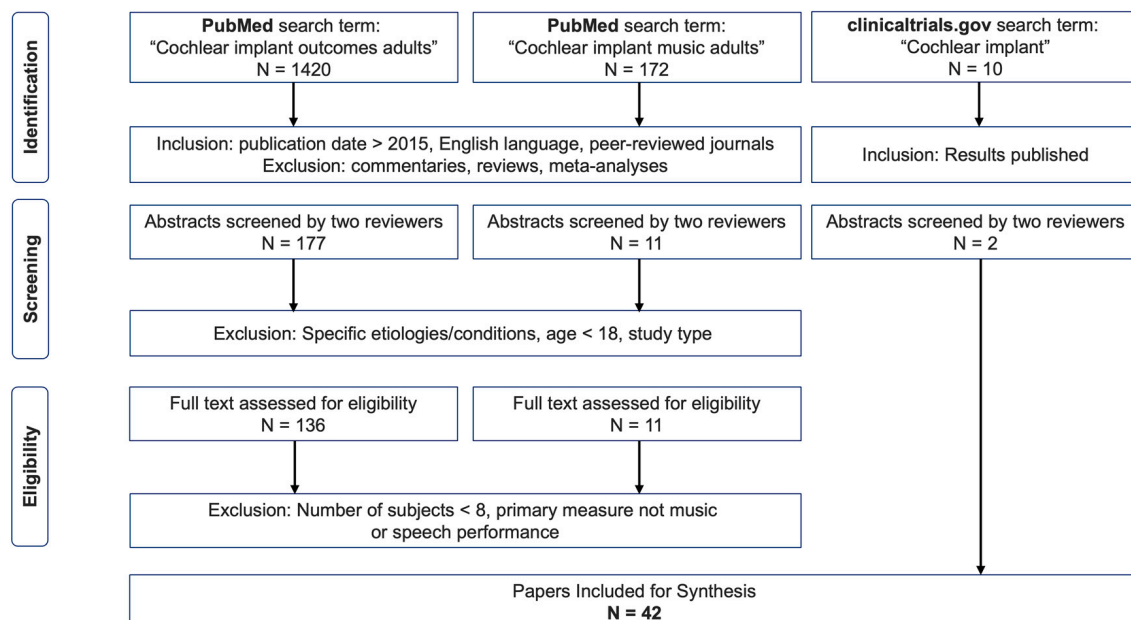 Identification
PubMed search term:
“Cochlear implant outcomes adults”
N = 1420
PubMed search term:
“Cochlear implant music adults”
N = 172
clinicaltrials.gov search term:
“Cochlear implant”
N = 10
Inclusion: publication date > 2015, English language, peer-reviewed journals
Exclusion: commentaries, reviews, meta-analyses
Inclusion: Results published
Screening
Abstracts screened by two reviewers
N = 177
Abstracts screened by two reviewers
N = 11
Abstracts screened by two reviewers
N = 2
Exclusion: Specific etiologies/conditions, age < 18, study type
Eligibility
Full text assessed for eligibility
N = 136
Full text assessed for eligibility
N = 11
Exclusion: Number of subjects < 8, primary measure not music
or speech performance
Papers Included for Synthesis
N = 42